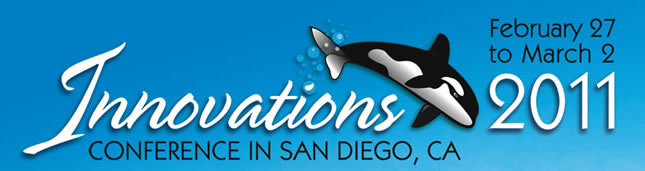 Innovations
CONFERENCE IN SAN DIEGO, CA
February 27
to March 2
2011